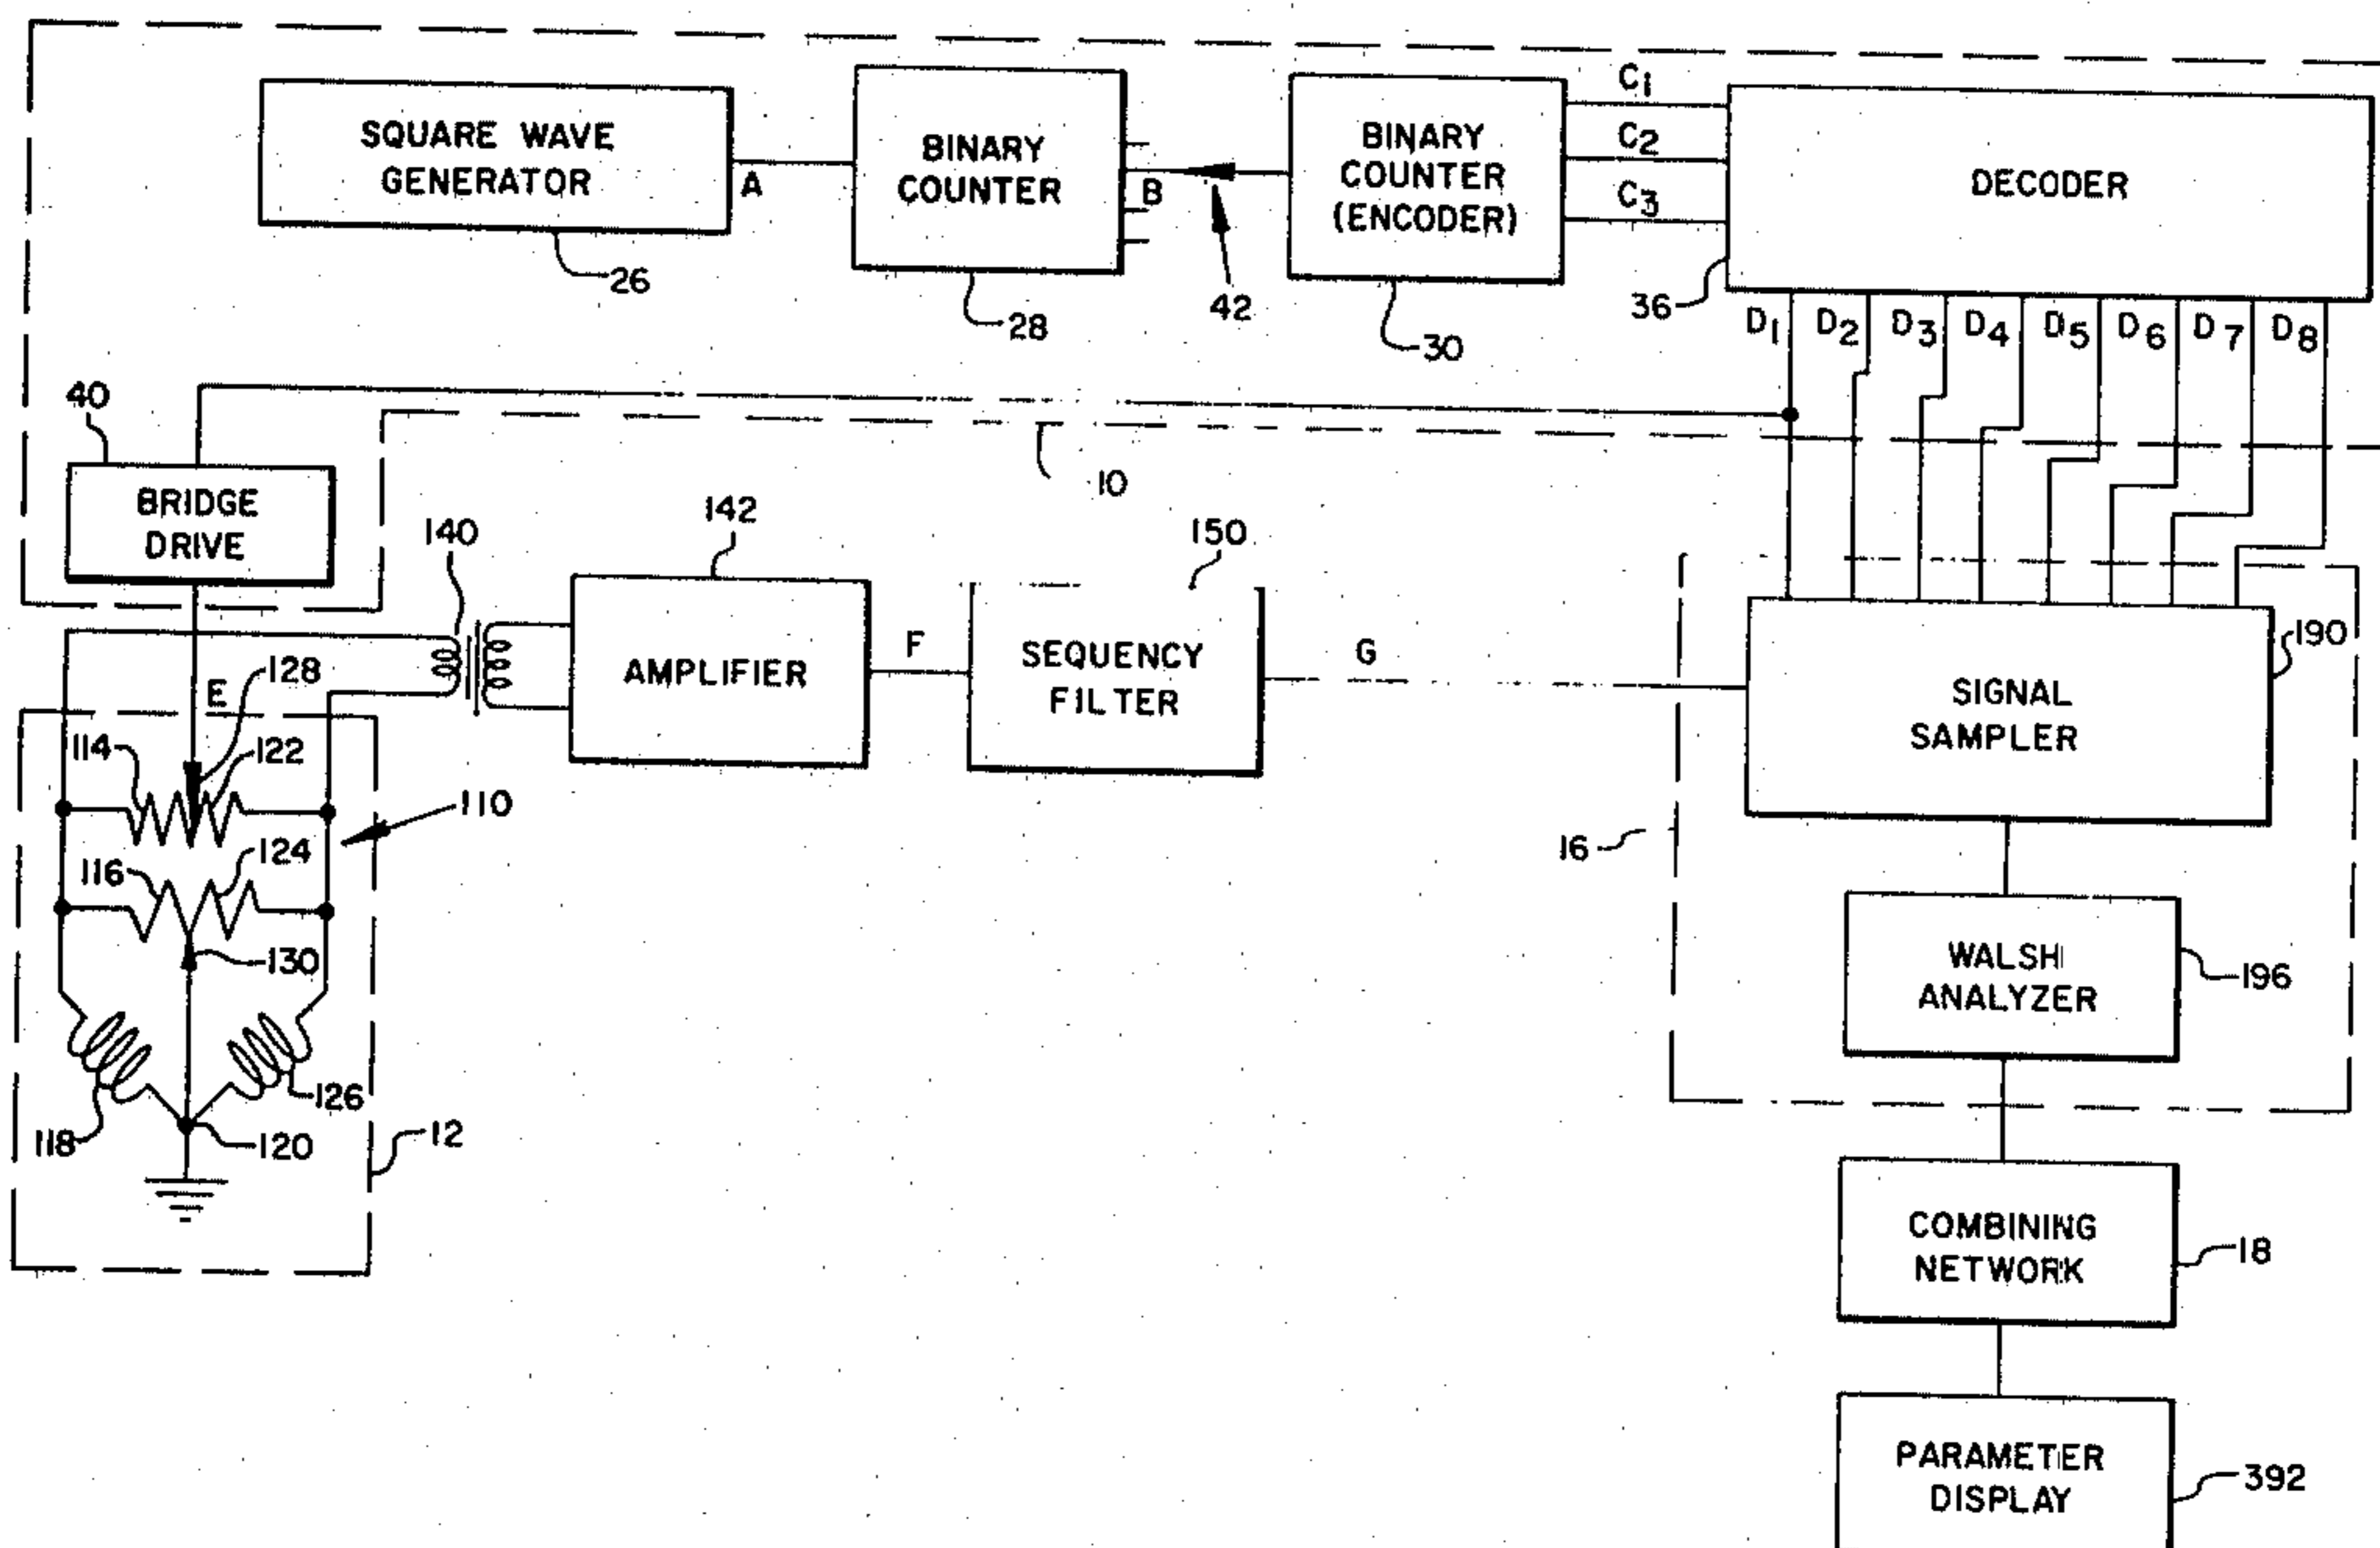 SQUARE WAVE
GENERATOR
A
26
BINARY
COUNTER
B
28
42
BINARY
COUNTER
(ENCODER)
30
C1
C2
C3
DECODER
36
D1
D2
D3
D4
D5
D6
D7
D8
40
BRIDGE
DRIVE
10
140
142
AMPLIFIER
F
150
SEQUENCY
FILTER
G
SIGNAL
SAMPLER
190
E
128
114
122
110
116
124
130
118
126
120
12
16
WALSH
ANALYZER
196
COMBINING
NETWORK
18
PARAMETER
DISPLAY
392